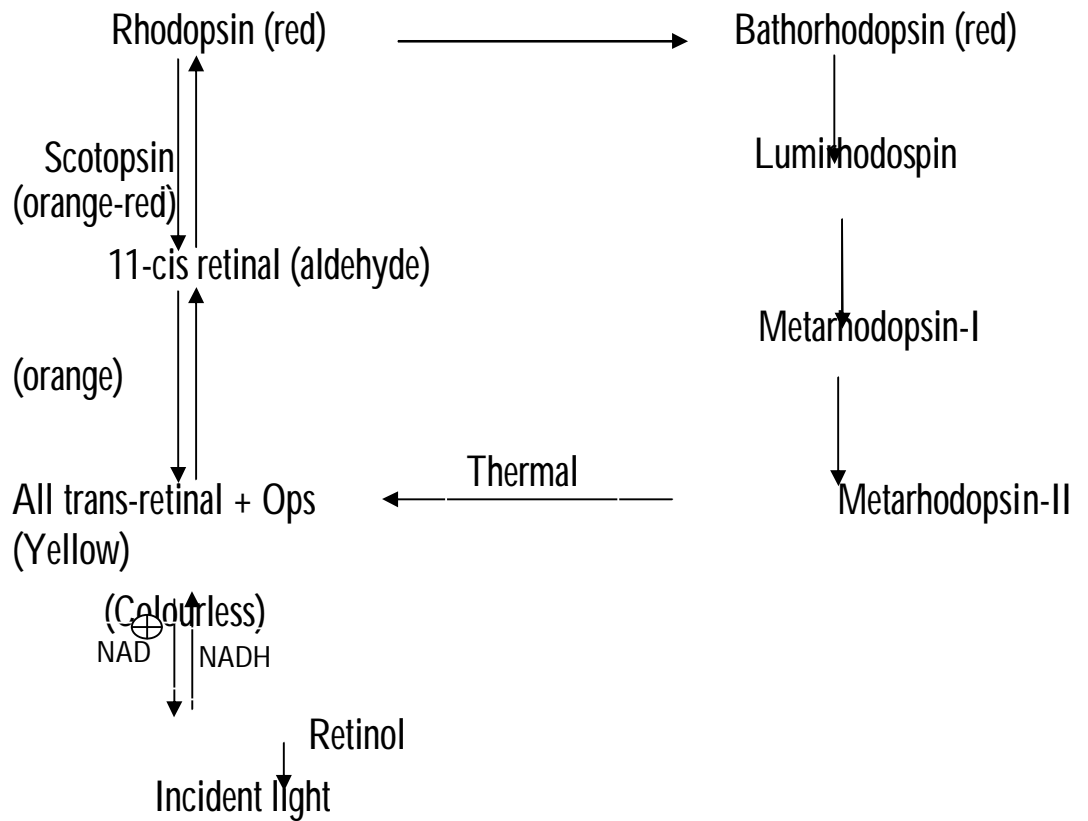 Rhodopsin (red)
Bathorhodopsin (red)
Scotopsin
(orange-red)
Lumirhodospin
11-cis retinal (aldehyde)
Metarhodopsin-I
(orange)
Thermal
All trans-retinal + Ops
(Yellow)
Metarhodopsin-II
(Colourless)
NAD⊕
NADH
Retinol
Incident light